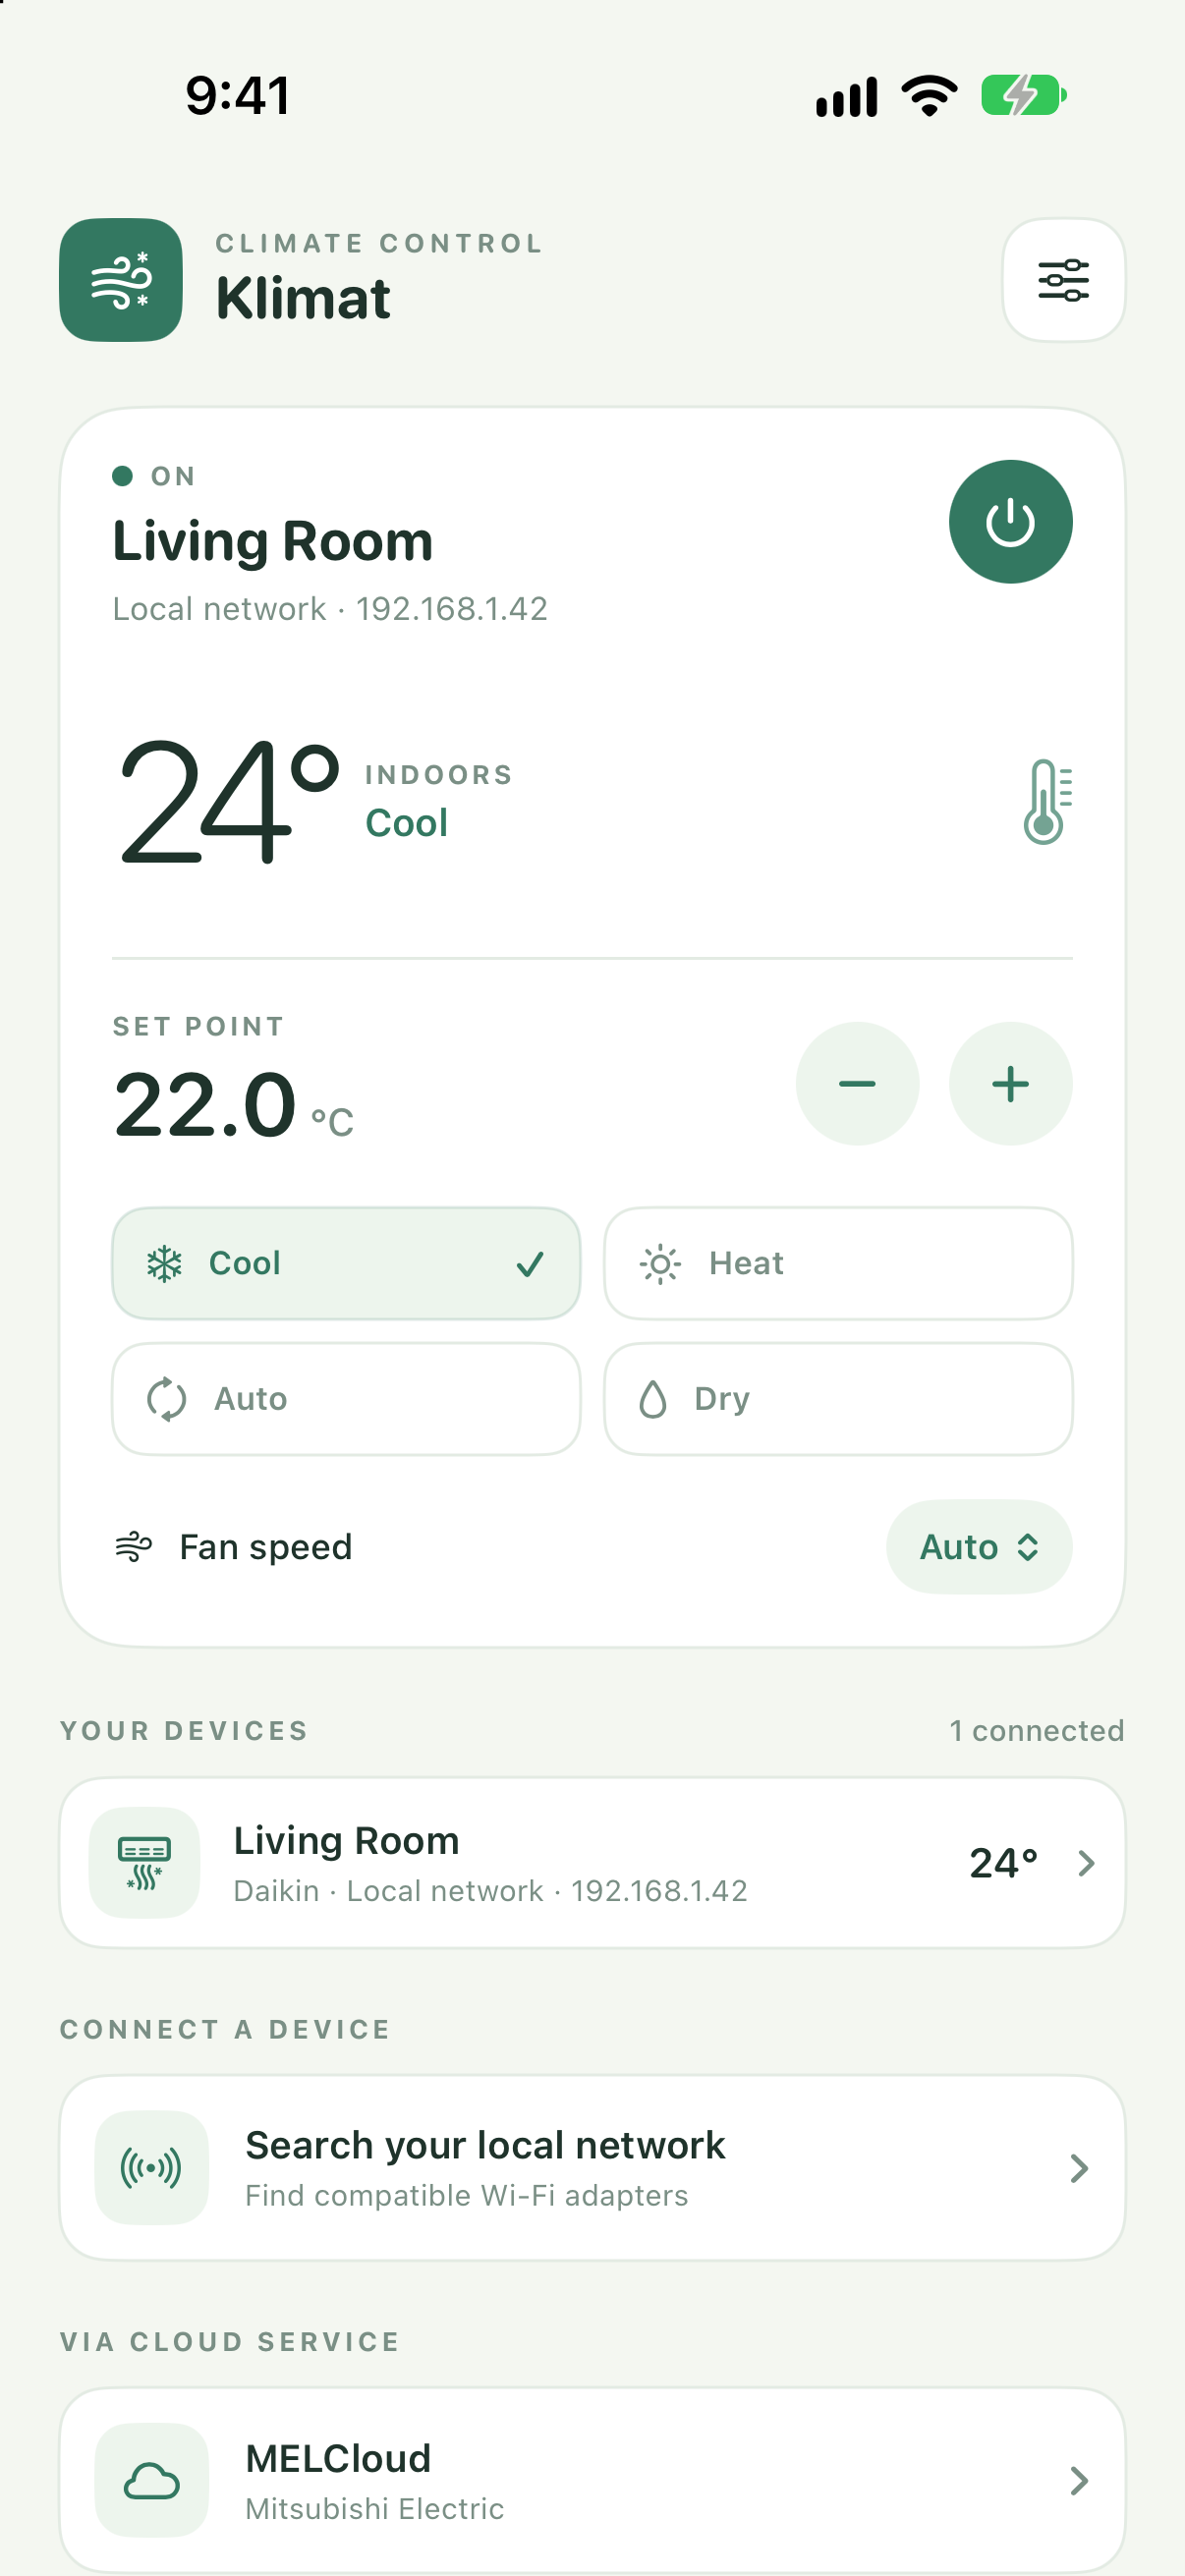 9:41
CLIMATE CONTROL
Klimat
ON
Living Room
Local network · 192.168.1.42
24°
INDOORS
Cool
SET POINT
22.0 °C
Cool
Heat
Auto
Dry
Fan speed
Auto
YOUR DEVICES
1 connected
Living Room
Daikin · Local network · 192.168.1.42
24°
CONNECT A DEVICE
Search your local network
Find compatible Wi-Fi adapters
VIA CLOUD SERVICE
MELCloud
Mitsubishi Electric